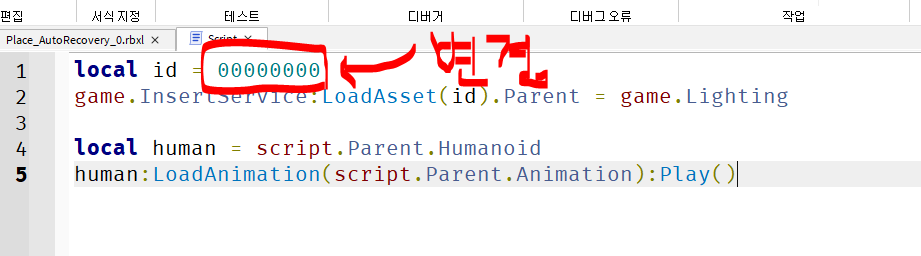 편집
서식 지정
테스트
디버거
디버그 오류
작업
Place_AutoRecovery_0.rbxl ×
Script ×
변경
1 local id = 00000000
2 game.InsertService:LoadAsset(id).Parent = game.Lighting
3
4 local human = script.Parent.Humanoid
5 human:LoadAnimation(script.Parent.Animation):Play()